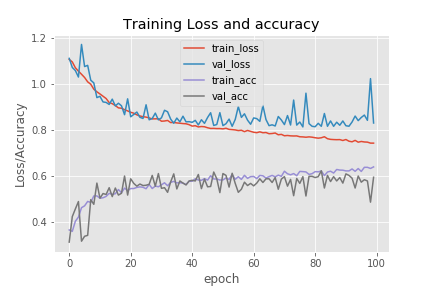 Training Loss and accuracy
train_loss
val_loss
train_acc
val_acc
Loss/Accuracy
1.2
1.0
0.8
0.6
0.4
0 20 40 60 80 100
epoch